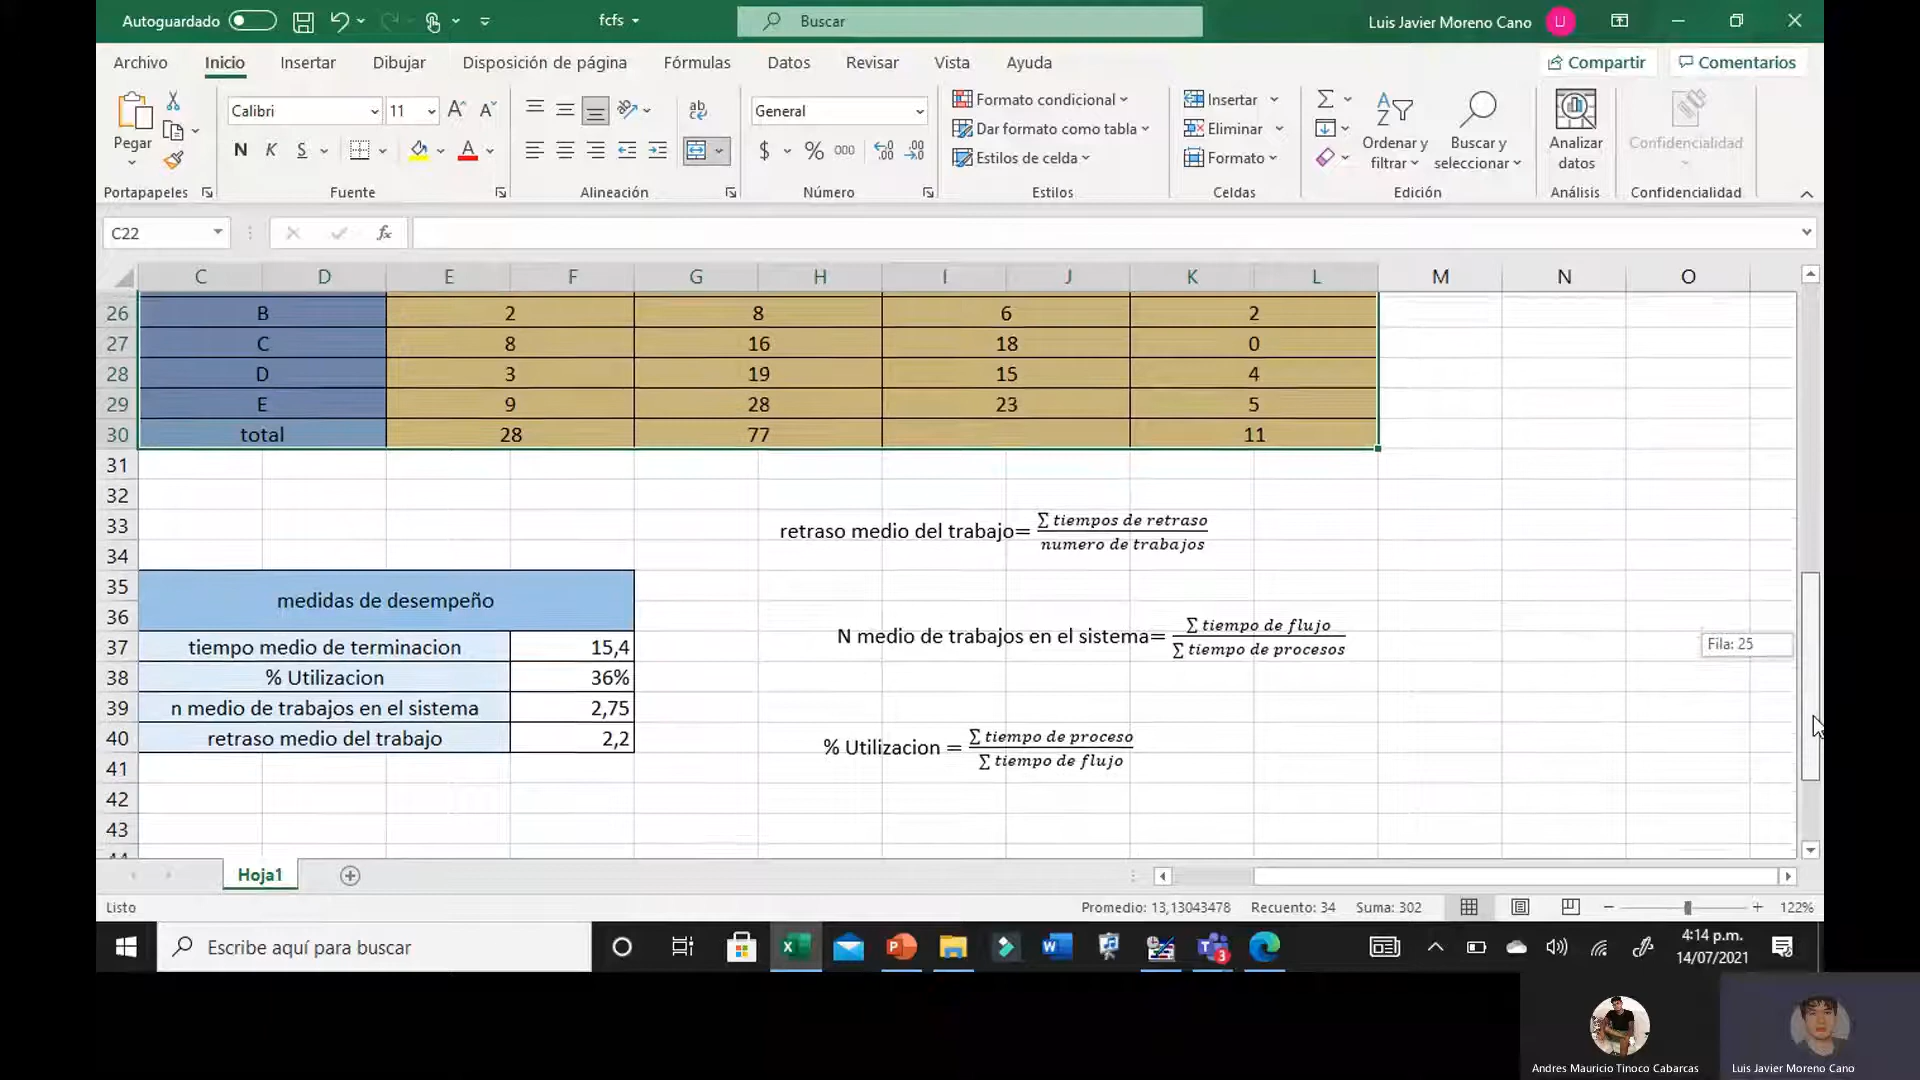 Autoguardado
fcfs
Buscar
Luis Javier Moreno Cano
U
Archivo Inicio Insertar Dibujar Disposición de página Fórmulas Datos Revisar Vista Ayuda
Compartir Comentarios
Pegar
Calibri 11
N K S
General
$ % 000
Formato condicional
Dar formato como tabla
Estilos de celda
Insertar
Eliminar
Formato
Ordenar y filtrar
Buscar y seleccionar
Analizar datos
Confidencialidad
Portapapeles Fuente Alineación Número Estilos Celdas Edición Análisis Confidencialidad
C22 fx
C D E F G H I J K L M N O
26 B 2 8 6 2
27 C 8 16 18 0
28 D 3 19 15 4
29 E 9 28 23 5
30 total 28 77 11
31
32
33
34
retraso medio del trabajo= ∑ tiempos de retraso
numero de trabajos
35
36
medidas de desempeño
37 tiempo medio de terminacion 15,4
38 % Utilizacion 36%
39 n medio de trabajos en el sistema 2,75
40 retraso medio del trabajo 2,2
41
42
43
44
N medio de trabajos en el sistema= ∑ tiempo de flujo
∑ tiempo de procesos
Fila: 25
% Utilizacion = ∑ tiempo de proceso
∑ tiempo de flujo
Hoja1
Listo
Promedio: 13,13043478 Recuento: 34 Suma: 302
122%
Escribe aquí para buscar
3
4:14 p.m.
14/07/2021
Andres Mauricio Tinoco Cabarcas
Luis Javier Moreno Cano